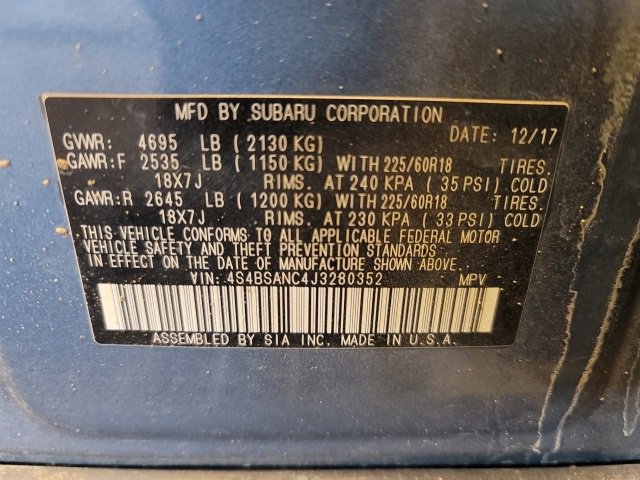 MFD BY SUBARU CORPORATION
GVWR: 4695 LB (2130 KG) DATE: 12/17
GAWR:F 2535 LB (1150 KG) WITH 225/60R18 TIRES.
18X7J RIMS. AT 240 KPA (35 PSI) COLD
GAWR:R 2645 LB (1200 KG) WITH 225/60R18 TIRES.
18X7J RIMS. AT 230 KPA (33 PSI) COLD
THIS VEHICLE CONFORMS TO ALL APPLICABLE FEDERAL MOTOR
VEHICLE SAFETY AND THEFT PREVENTION STANDARDS
IN EFFECT ON THE DATE OF MANUFACTURE SHOWN ABOVE.
VIN: 4S4BSANC4J3280352 MPV
ASSEMBLED BY SIA INC. MADE IN U.S.A.